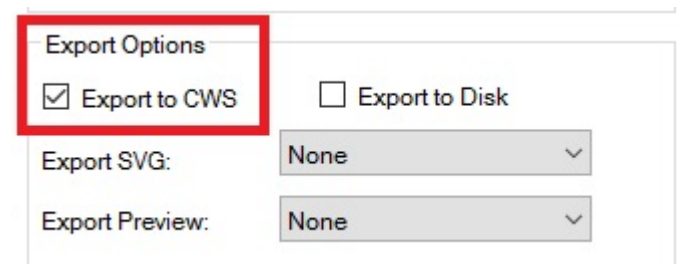 Export Options
Export to CWS Export to Disk
Export SVG: None
Export Preview: None